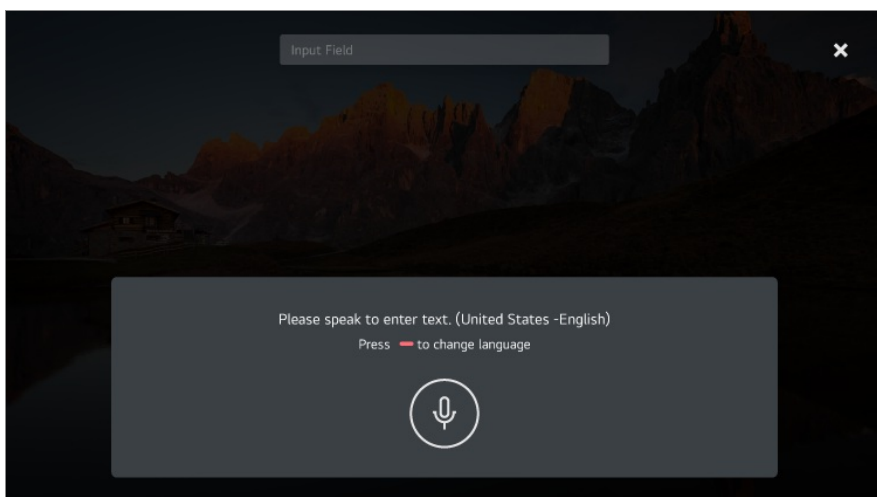 Input Field
Please speak to enter text. (United States -English)
Press to change language